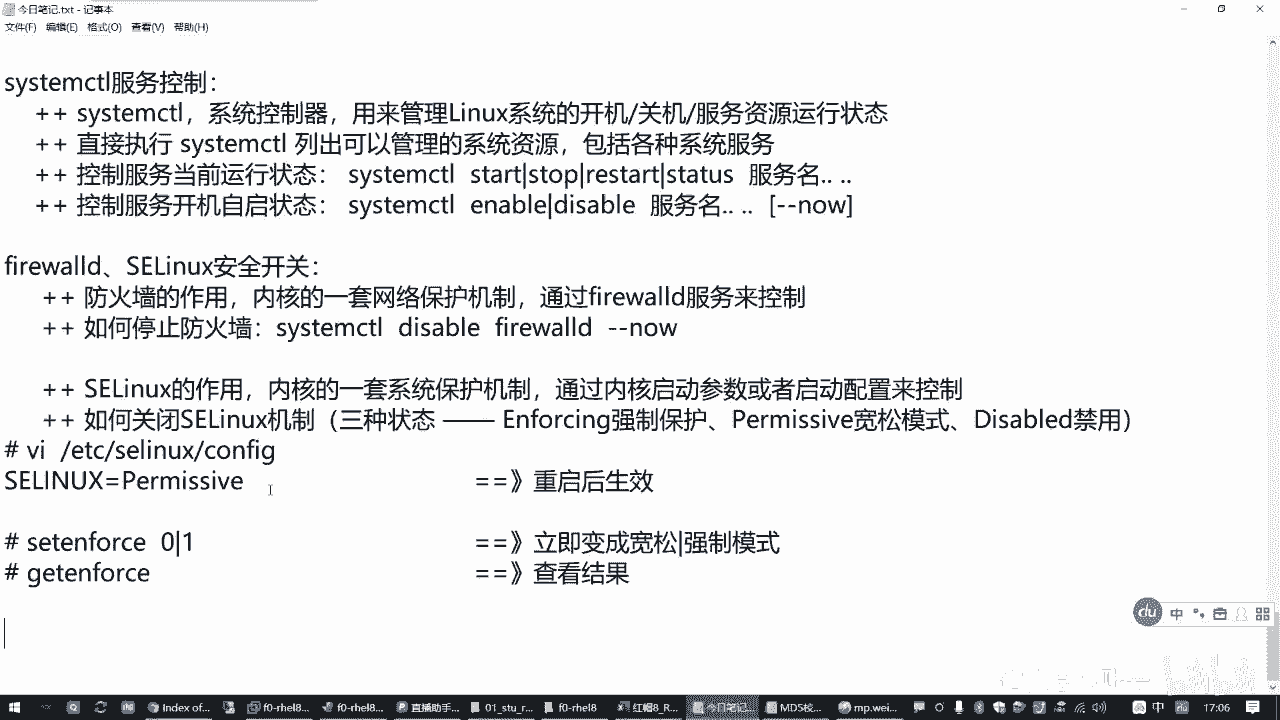 今日笔记.txt - 记事本
文件(F) 编辑(E) 格式(O) 查看(V) 帮助(H)
systemctl服务控制：
++ systemctl，系统控制器，用来管理Linux系统的开机/关机/服务资源运行状态
++ 直接执行 systemctl 列出可以管理的系统资源，包括各种系统服务
++ 控制服务当前运行状态： systemctl start|stop|restart|status 服务名.. ..
++ 控制服务开机自启状态： systemctl enable|disable 服务名.. .. [--now]
firewalld、SELinux安全开关：
++ 防火墙的作用，内核的一套网络保护机制，通过firewalld服务来控制
++ 如何停止防火墙：systemctl disable firewalld --now
++ SELinux的作用，内核的一套系统保护机制，通过内核启动参数或者启动配置来控制
++ 如何关闭SELinux机制（三种状态 —— Enforcing强制保护、Permissive宽松模式、Disabled禁用）
# vi /etc/selinux/config
SELINUX=Permissive ==》重启后生效
# setenforce 0|1 ==》立即变成宽松|强制模式
# getenforce ==》查看结果
du 中
Index of... f0-rhel8... f0-rhel8... 直播助手... 01_stu_r... f0-rhel8 红帽8_R... 今日笔记... MD5校... mp.wei... 中 17:06